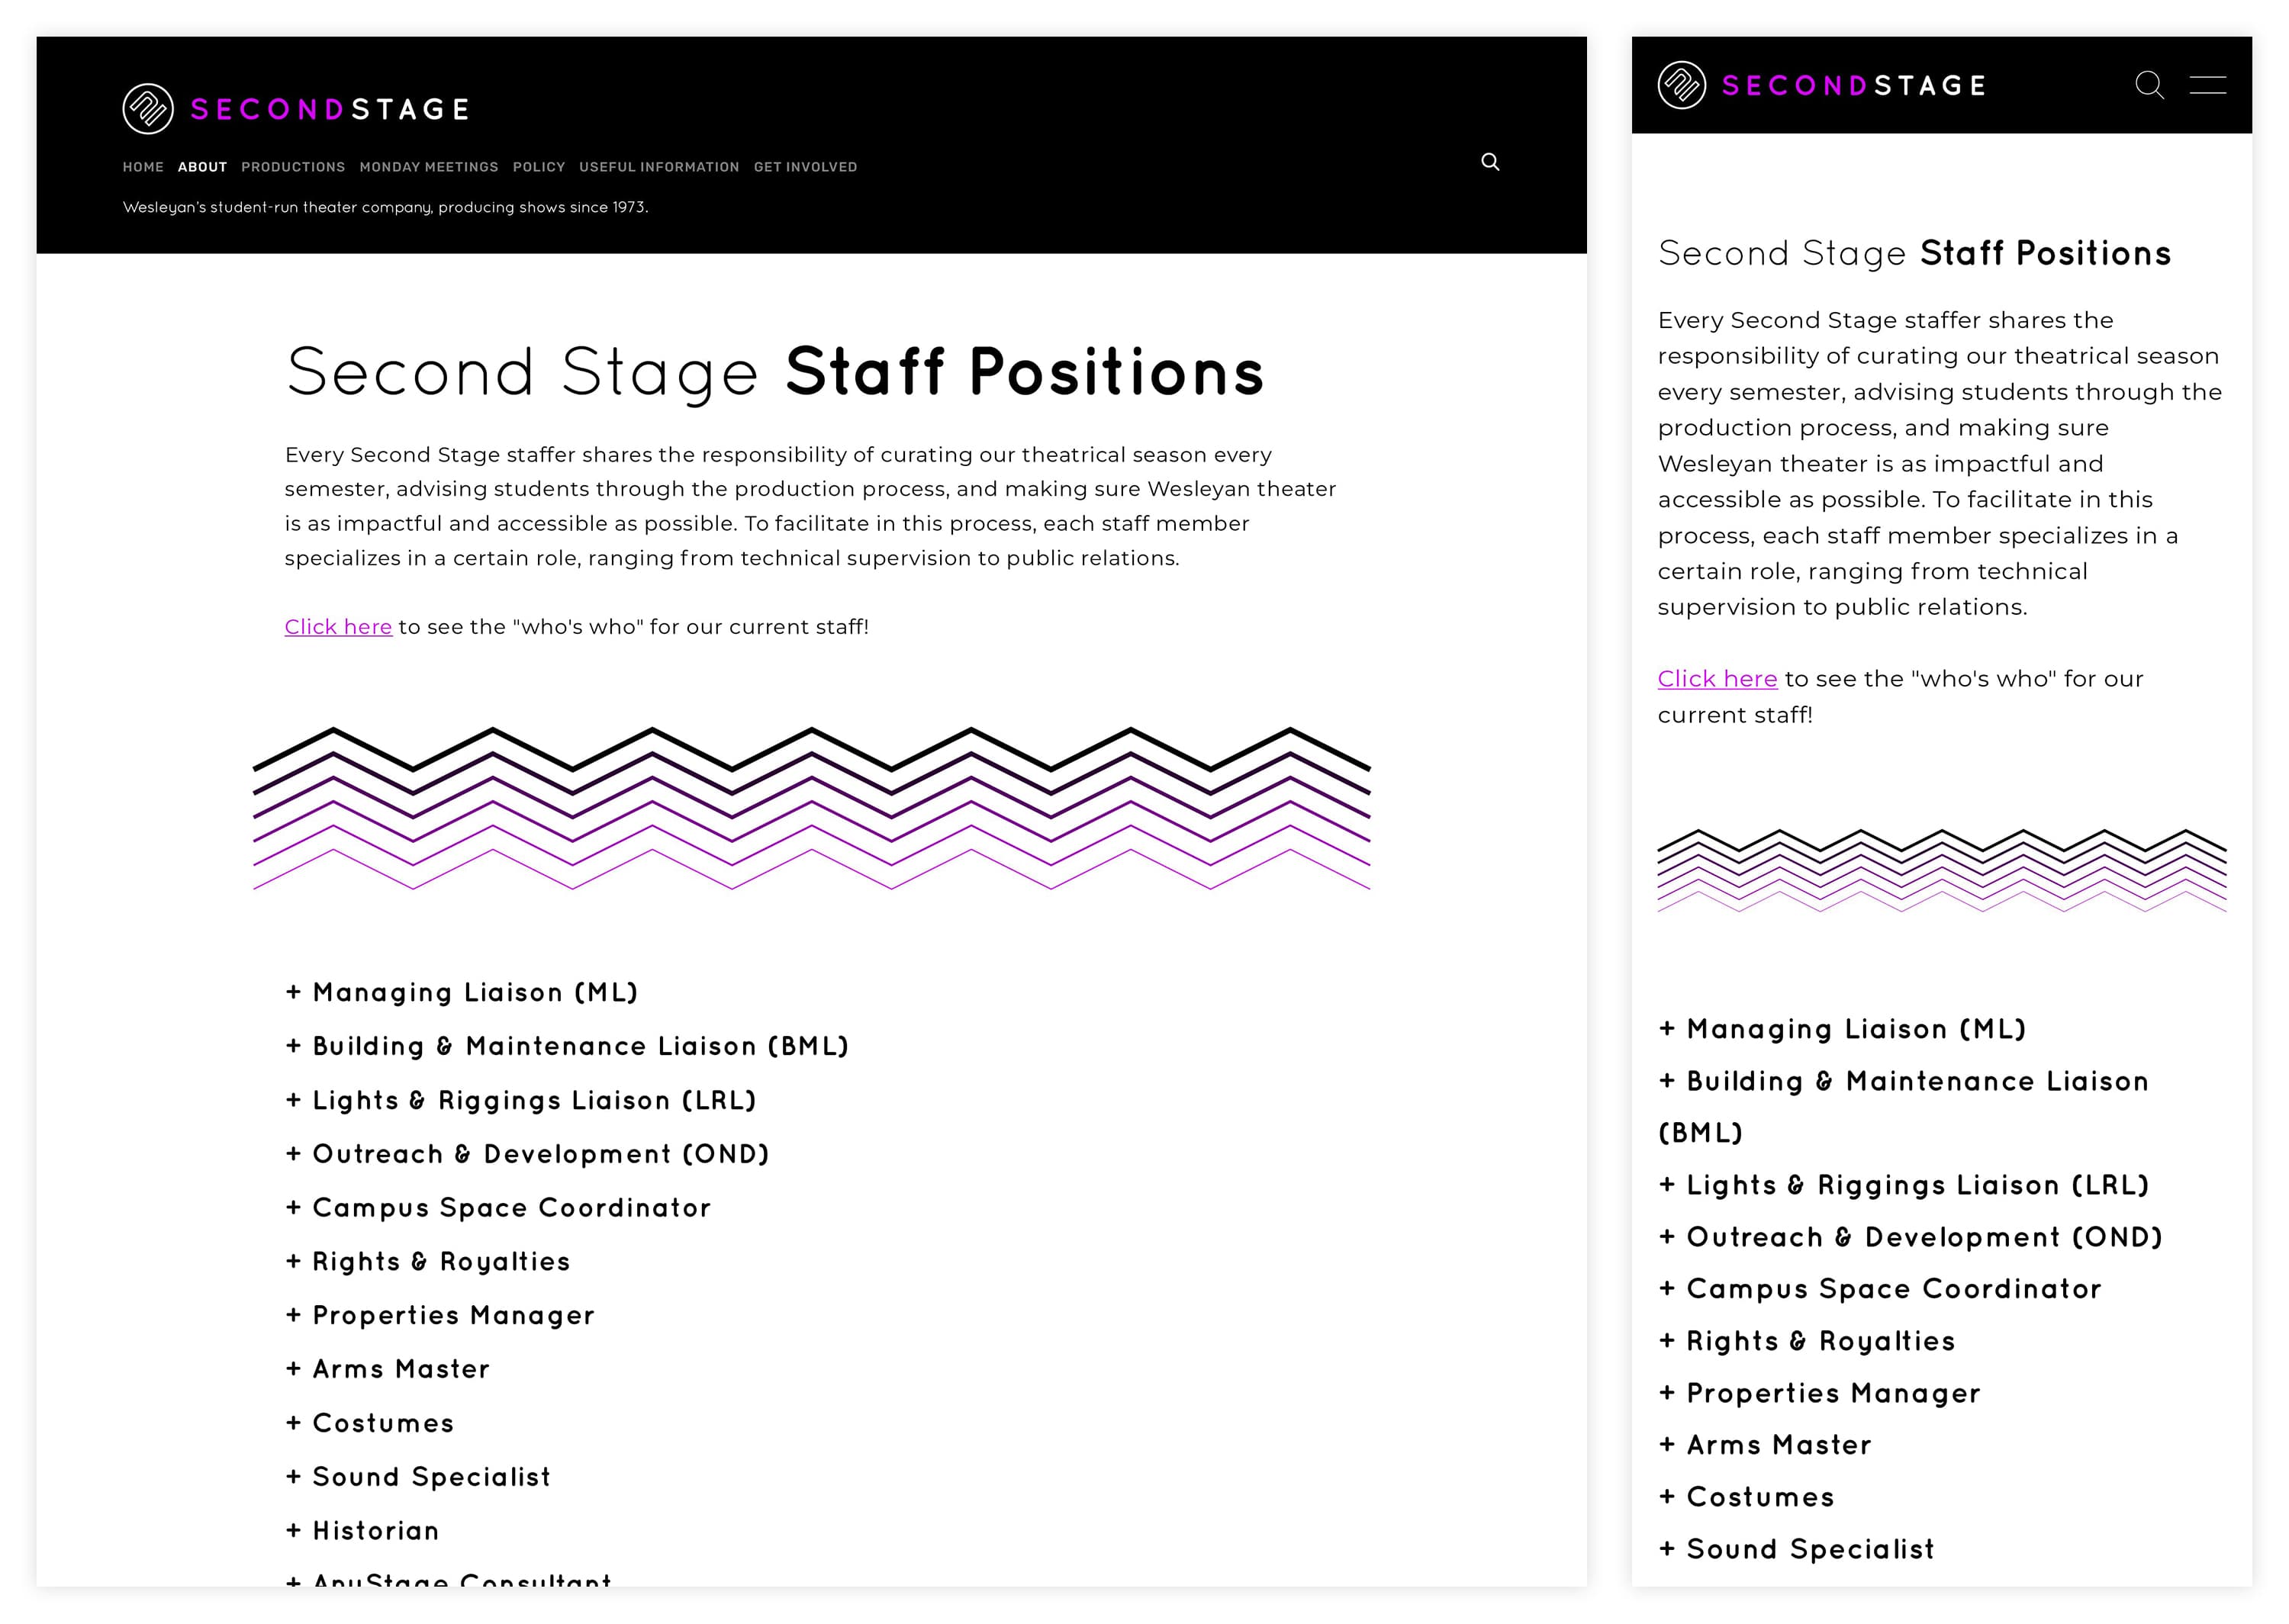 SECONDSTAGE
HOME ABOUT PRODUCTIONS MONDAY MEETINGS POLICY USEFUL INFORMATION GET INVOLVED
Wesleyan's student-run theater company, producing shows since 1973.
Second Stage Staff Positions
Every Second Stage staffer shares the responsibility of curating our theatrical season every
semester, advising students through the production process, and making sure Wesleyan theater
is as impactful and accessible as possible. To facilitate in this process, each staff member
specializes in a certain role, ranging from technical supervision to public relations.
Click here to see the "who's who" for our current staff!
+ Managing Liaison (ML)
+ Building & Maintenance Liaison (BML)
+ Lights & Riggings Liaison (LRL)
+ Outreach & Development (OND)
+ Campus Space Coordinator
+ Rights & Royalties
+ Properties Manager
+ Arms Master
+ Costumes
+ Sound Specialist
+ Historian
+ AnyStage Consultant
SECONDSTAGE
Second Stage Staff Positions
Every Second Stage staffer shares the
responsibility of curating our theatrical season
every semester, advising students through the
production process, and making sure
Wesleyan theater is as impactful and
accessible as possible. To facilitate in this
process, each staff member specializes in a
certain role, ranging from technical
supervision to public relations.
Click here to see the "who's who" for our
current staff!
+ Managing Liaison (ML)
+ Building & Maintenance Liaison
(BML)
+ Lights & Riggings Liaison (LRL)
+ Outreach & Development (OND)
+ Campus Space Coordinator
+ Rights & Royalties
+ Properties Manager
+ Arms Master
+ Costumes
+ Sound Specialist